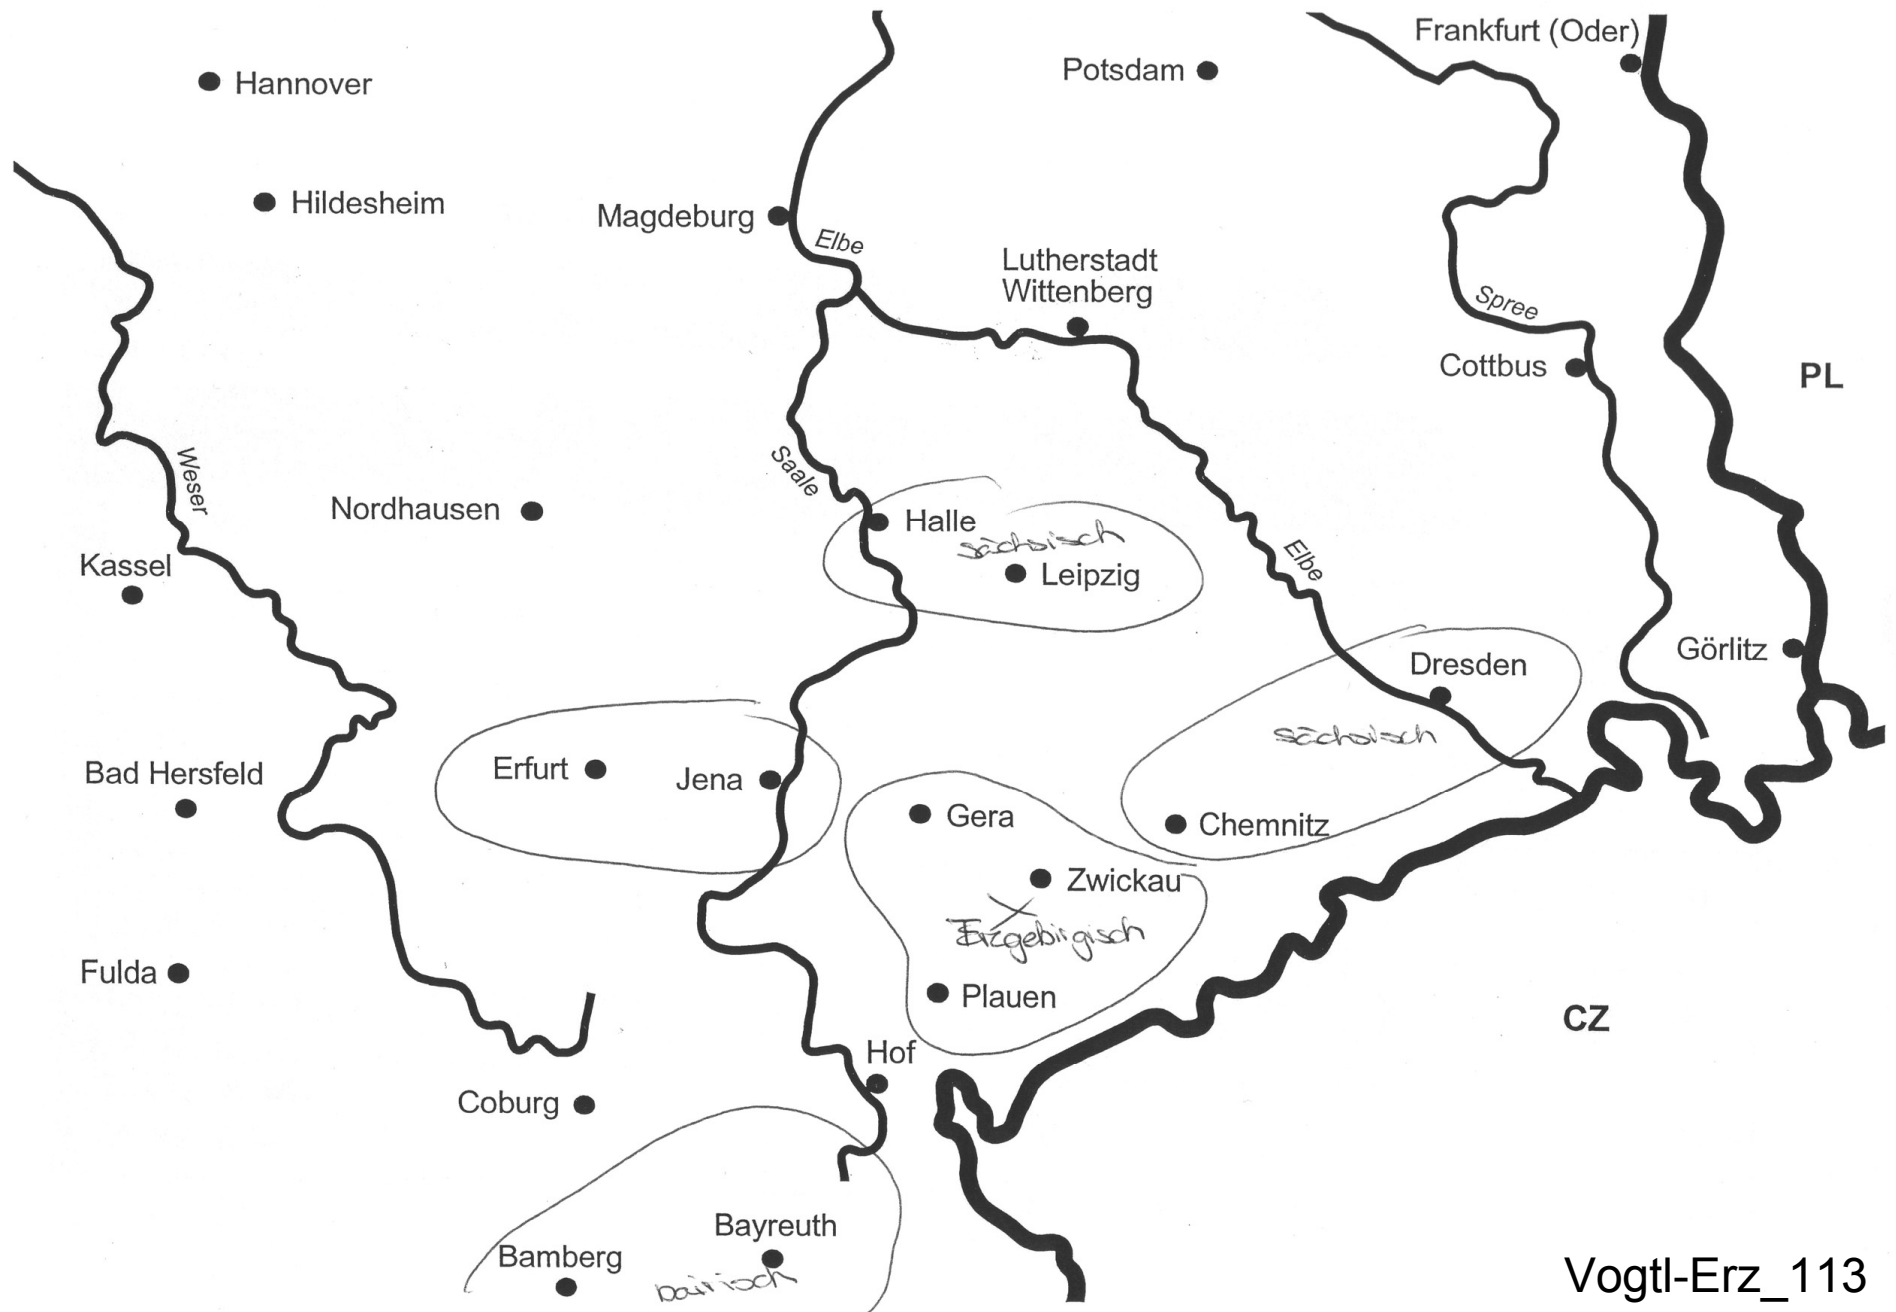 Frankfurt (Oder)
Potsdam
Hannover
Hildesheim
Magdeburg
Elbe
Lutherstadt
Wittenberg
Spree
Cottbus
PL
Weser
Saale
Nordhausen
Halle
sächsisch
Leipzig
Elbe
Kassel
Görlitz
Dresden
sächsisch
Erfurt
Jena
Bad Hersfeld
Gera
Chemnitz
Zwickau
Erzgebirgisch
Fulda
Plauen
CZ
Hof
Coburg
Bayreuth
Bamberg
bairisch
Vogtl-Erz_113